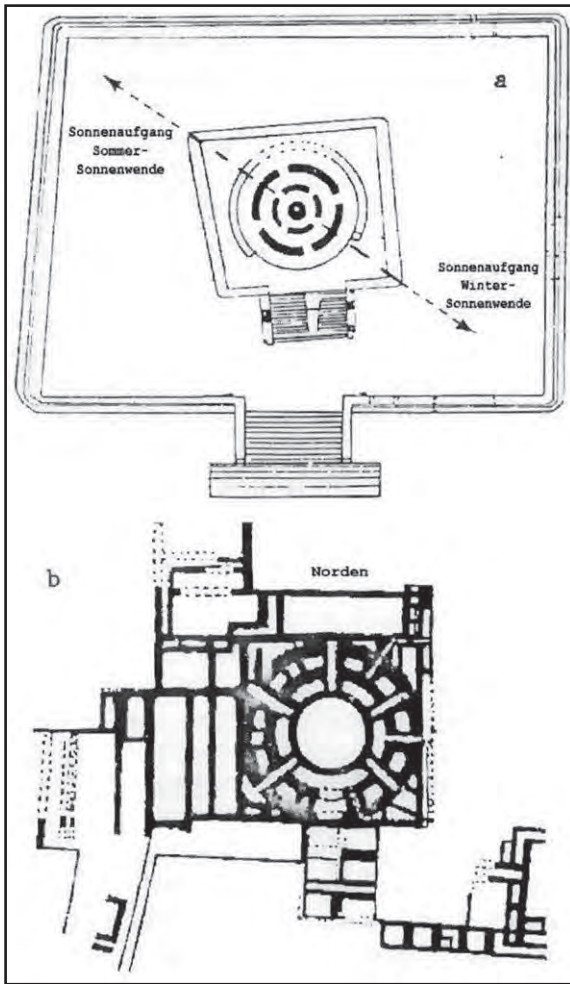 a
Sonnenaufgang
Sommer-
Sonnenwende
Sonnenaufgang
Winter-
Sonnenwende
b
Norden